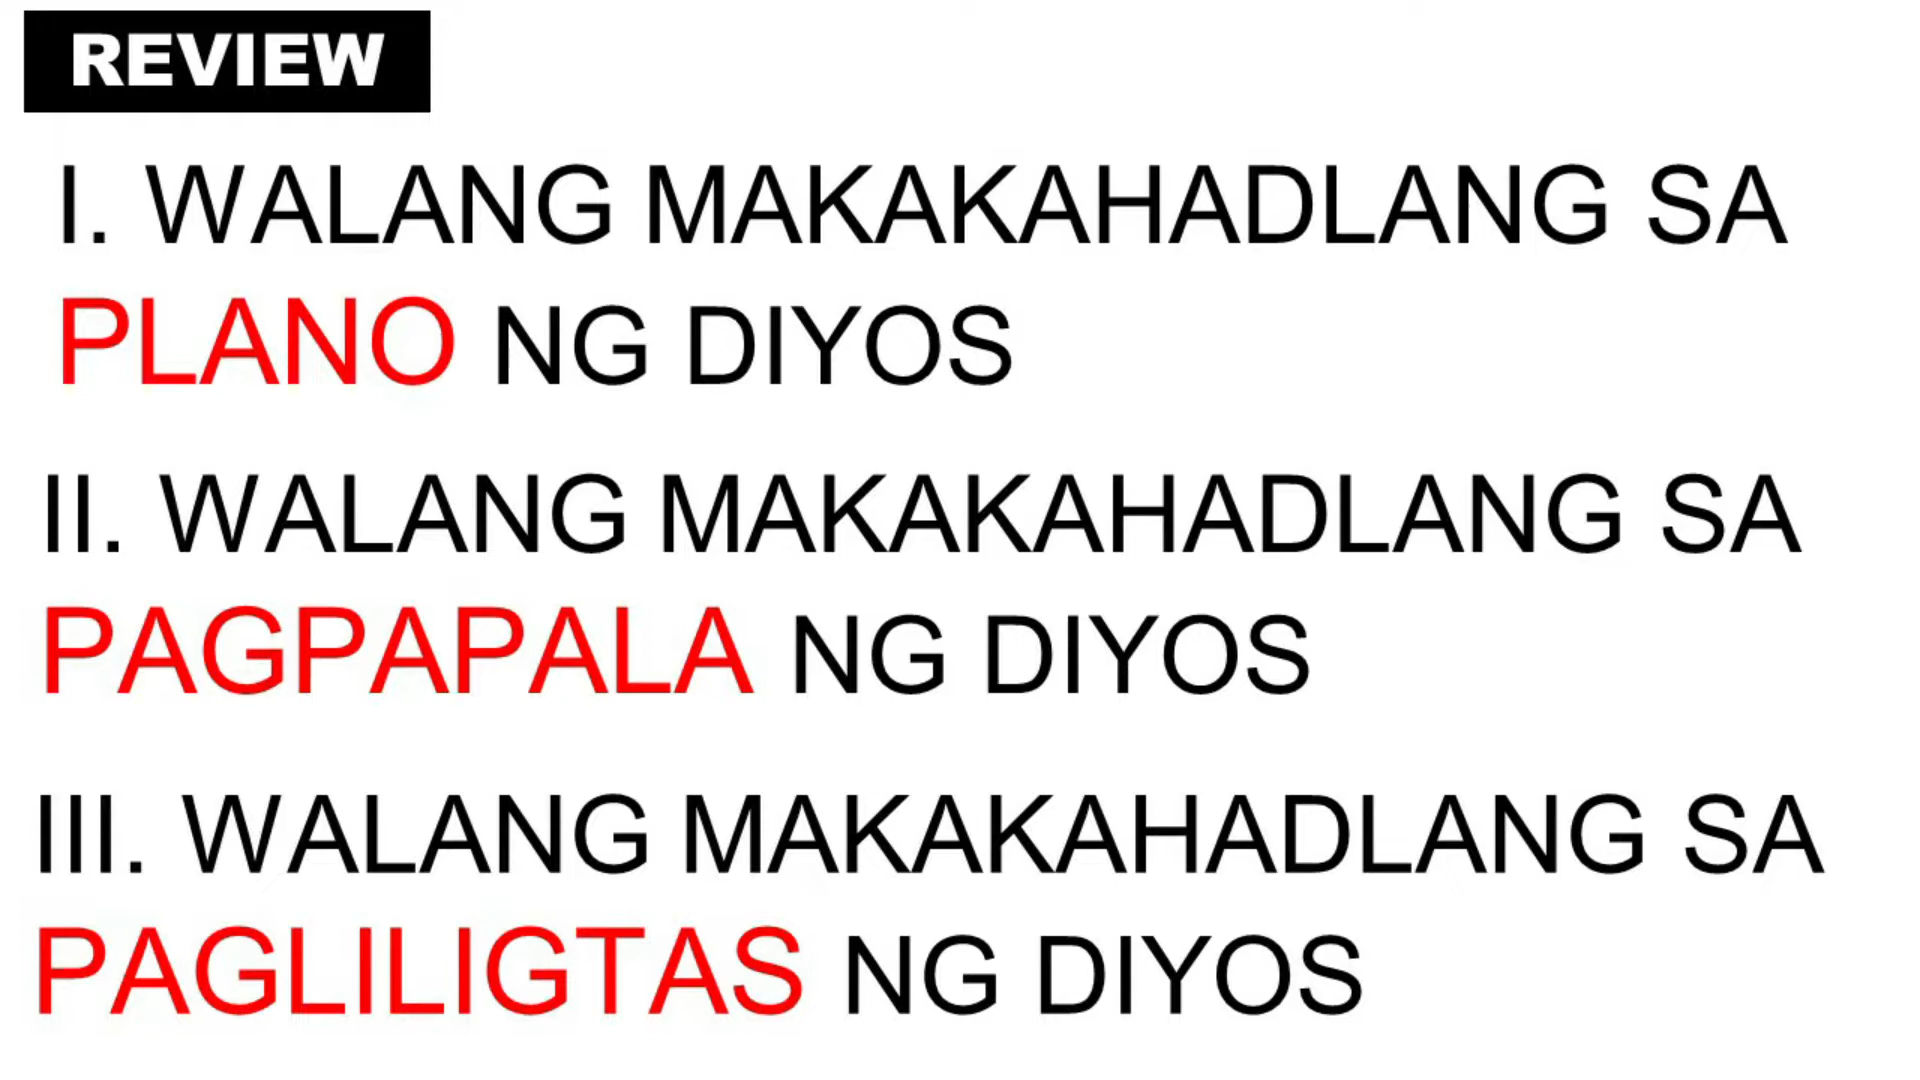 REVIEW
I. WALANG MAKAKAHADLANG SA
PLANO NG DIYOS
II. WALANG MAKAKAHADLANG SA
PAGPAPALA NG DIYOS
III. WALANG MAKAKAHADLANG SA
PAGLILIGTAS NG DIYOS